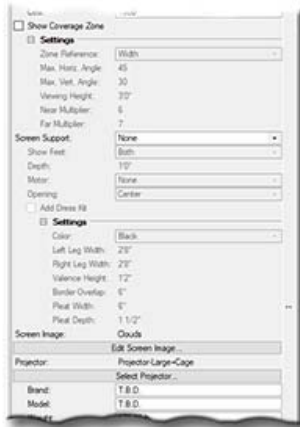 Show Coverage Zone
Settings
Zone Reference: Width
Max. Horiz. Angle: 45
Max. Vert. Angle: 30
Viewing Height: 3'0"
Near Multiplier: 6
Far Multiplier: 7
Screen Support: None
Show Feet: Both
Depth: 1'0"
Motor: None
Opening: Center
Add Dress Kit
Settings
Color: Black
Left Leg Width: 2'8"
Right Leg Width: 2'8"
Valence Height: 1'2"
Border Overlap: 6"
Pleat Width: 6"
Pleat Depth: 1 1/2"
Screen Image: Clouds
Edit Screen Image...
Projector: Projector-Large+Cage
Select Projector...
Brand: T.B.D.
Model: T.B.D.